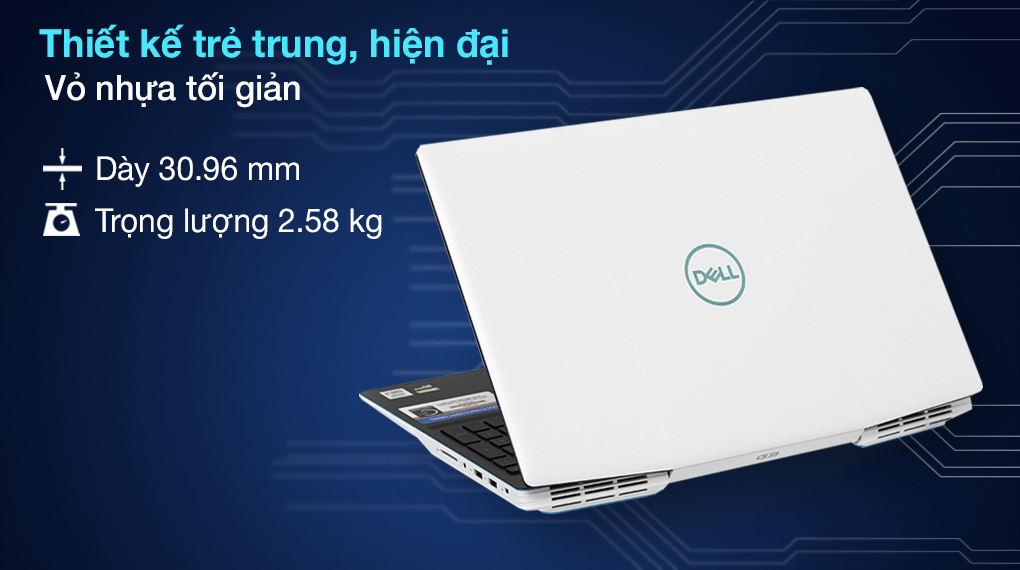 Thiết kế trẻ trung, hiện đại
Vỏ nhựa tối giản
Dày 30.96 mm
Trọng lượng 2.58 kg
DELL
G3